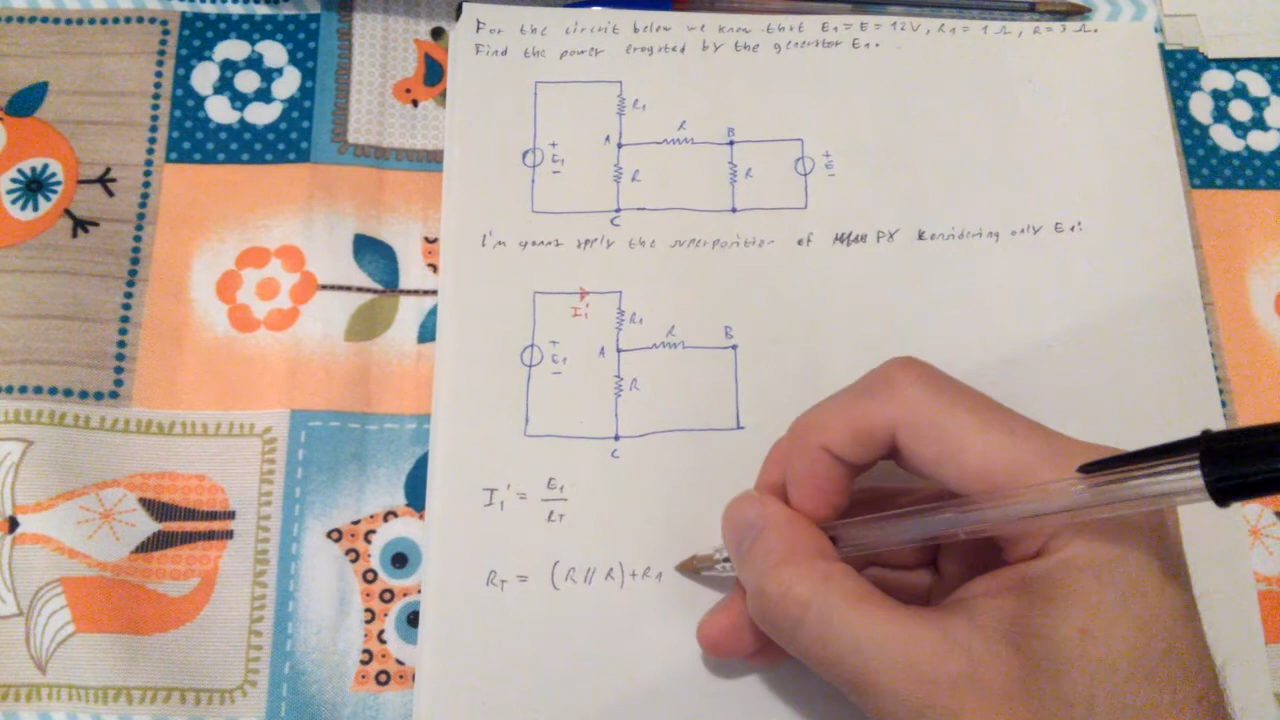 For the circuit below we know that E1 = E = 12V, R1 = 1 Ω, R = 3 Ω.
Find the power erogated by the generator E1.
R1
A
R
B
+
E1
-
R
R
+
E
-
C
I'm gonna apply the superposition of PX Konsidering only E1:
I1'
R1
A
R
B
+
E1
-
R
C
I1' = E1 / RT
RT = (R // R) + R1